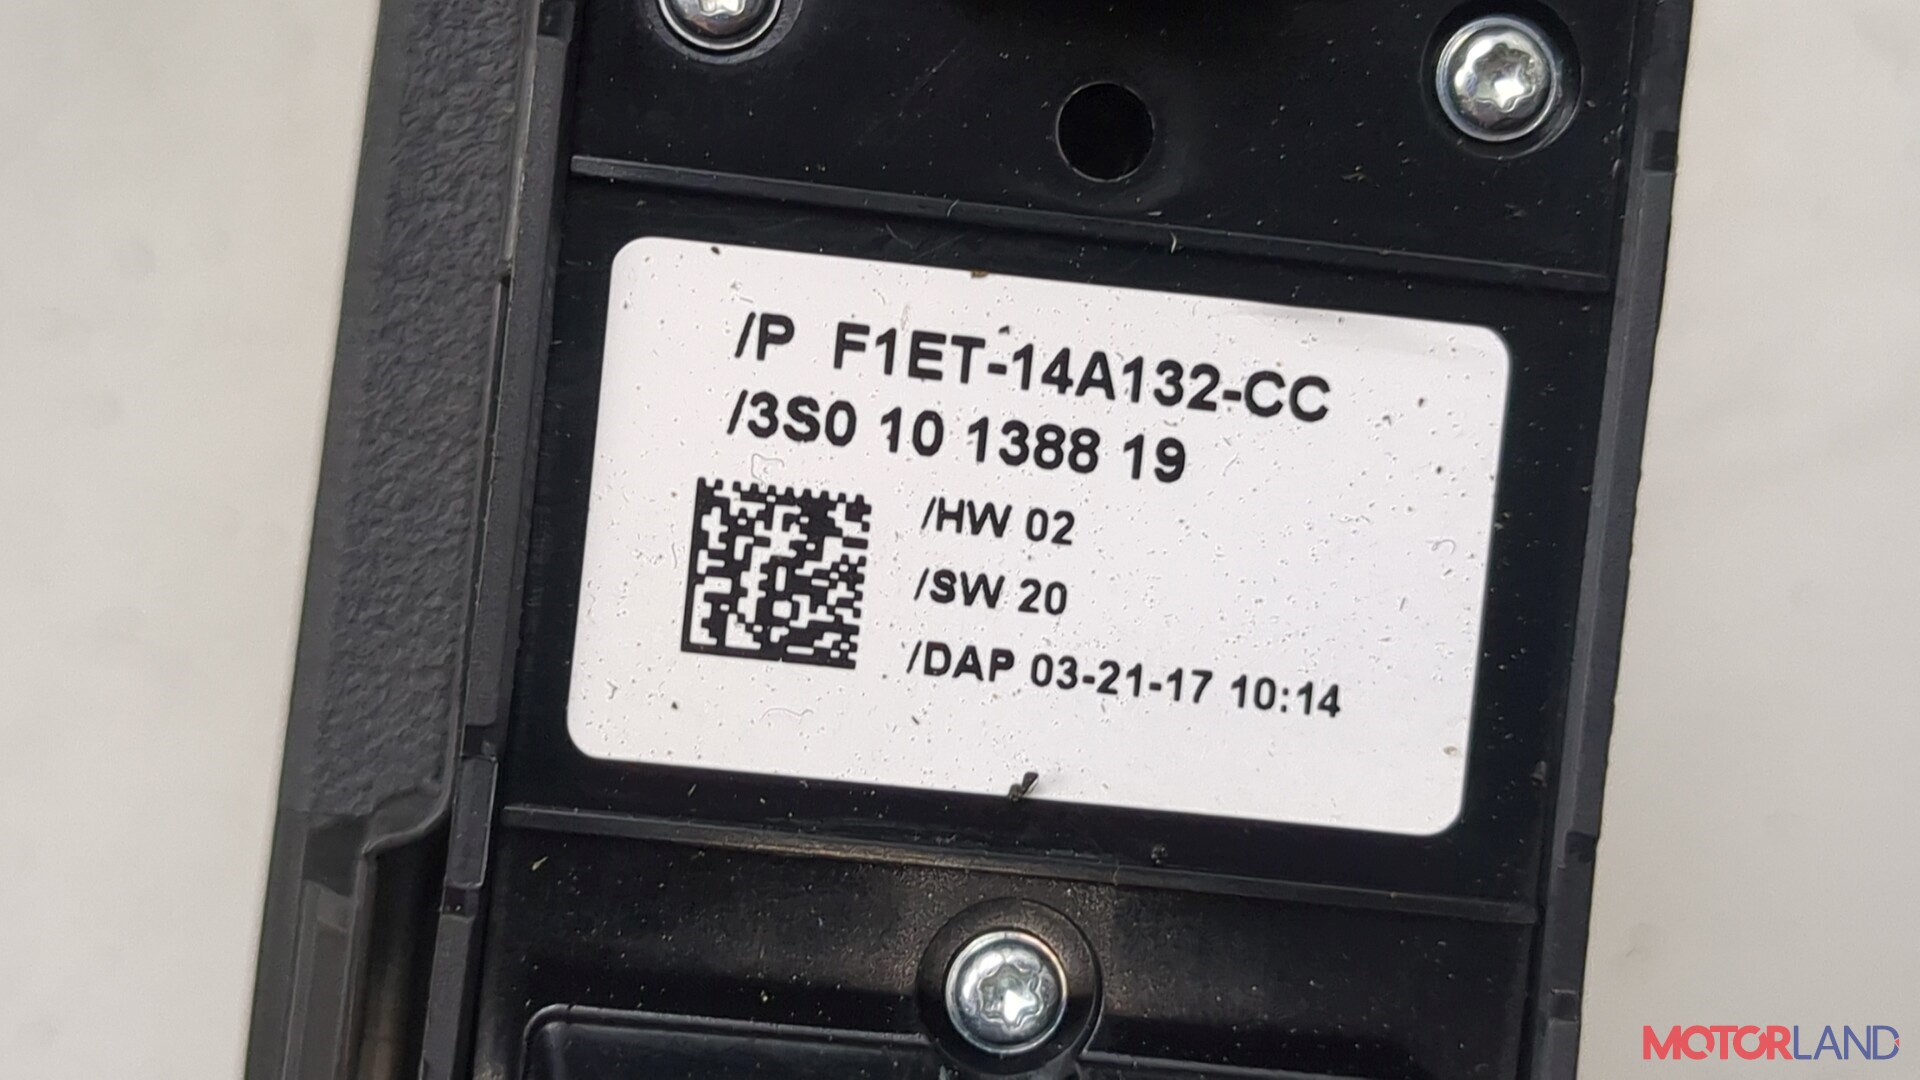 /P F1ET-14A132-CC
/3S0 10 1388 19
/HW 02
/SW 20
/DAP 03-21-17 10:14
MOTORLAND